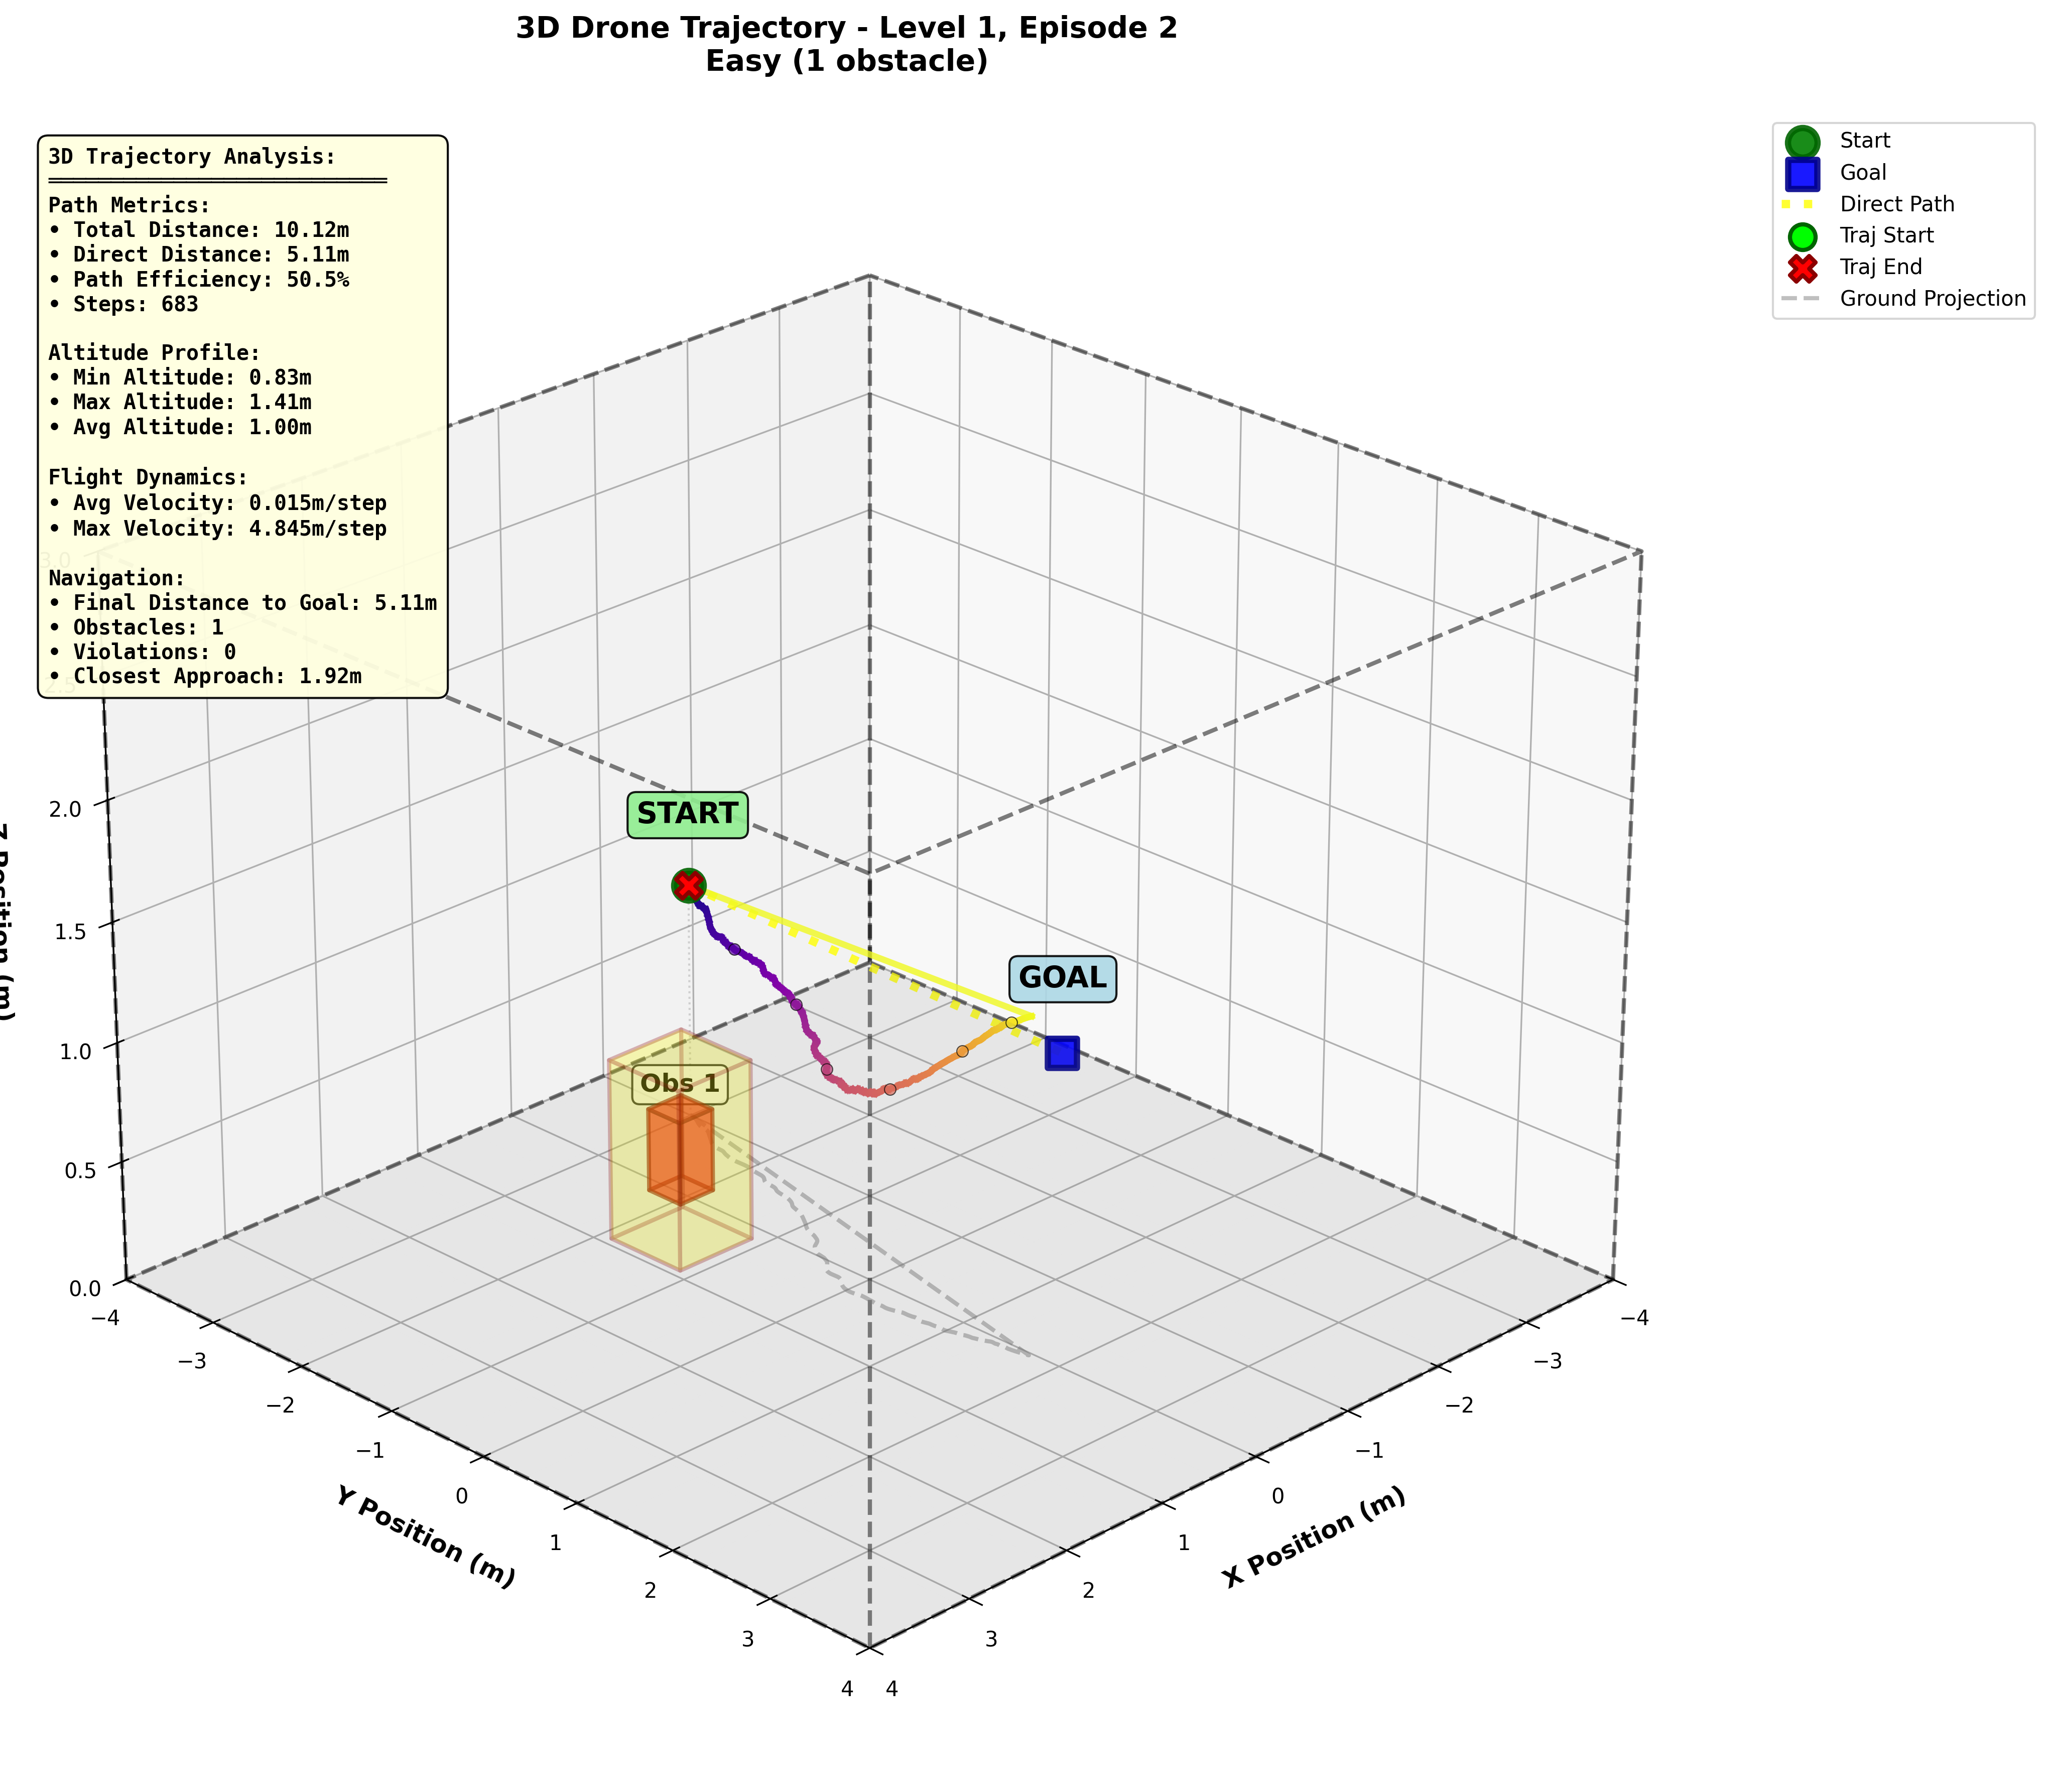 3D Drone Trajectory - Level 1, Episode 2
Easy (1 obstacle)
3D Trajectory Analysis:
Path Metrics:
• Total Distance: 10.12m
• Direct Distance: 5.11m
• Path Efficiency: 50.5%
• Steps: 683
Altitude Profile:
• Min Altitude: 0.83m
• Max Altitude: 1.41m
• Avg Altitude: 1.00m
Flight Dynamics:
• Avg Velocity: 0.015m/step
• Max Velocity: 4.845m/step
Navigation:
• Final Distance to Goal: 5.11m
• Obstacles: 1
• Violations: 0
• Closest Approach: 1.92m
Start
Goal
Direct Path
Traj Start
Traj End
Ground Projection
START
GOAL
Obs 1
3.0
2.5
2.0
1.5
1.0
0.5
0.0
Z Position (m)
−4
−3
−2
−1
0
1
2
3
4
Y Position (m)
4
3
2
1
0
−1
−2
−3
−4
X Position (m)